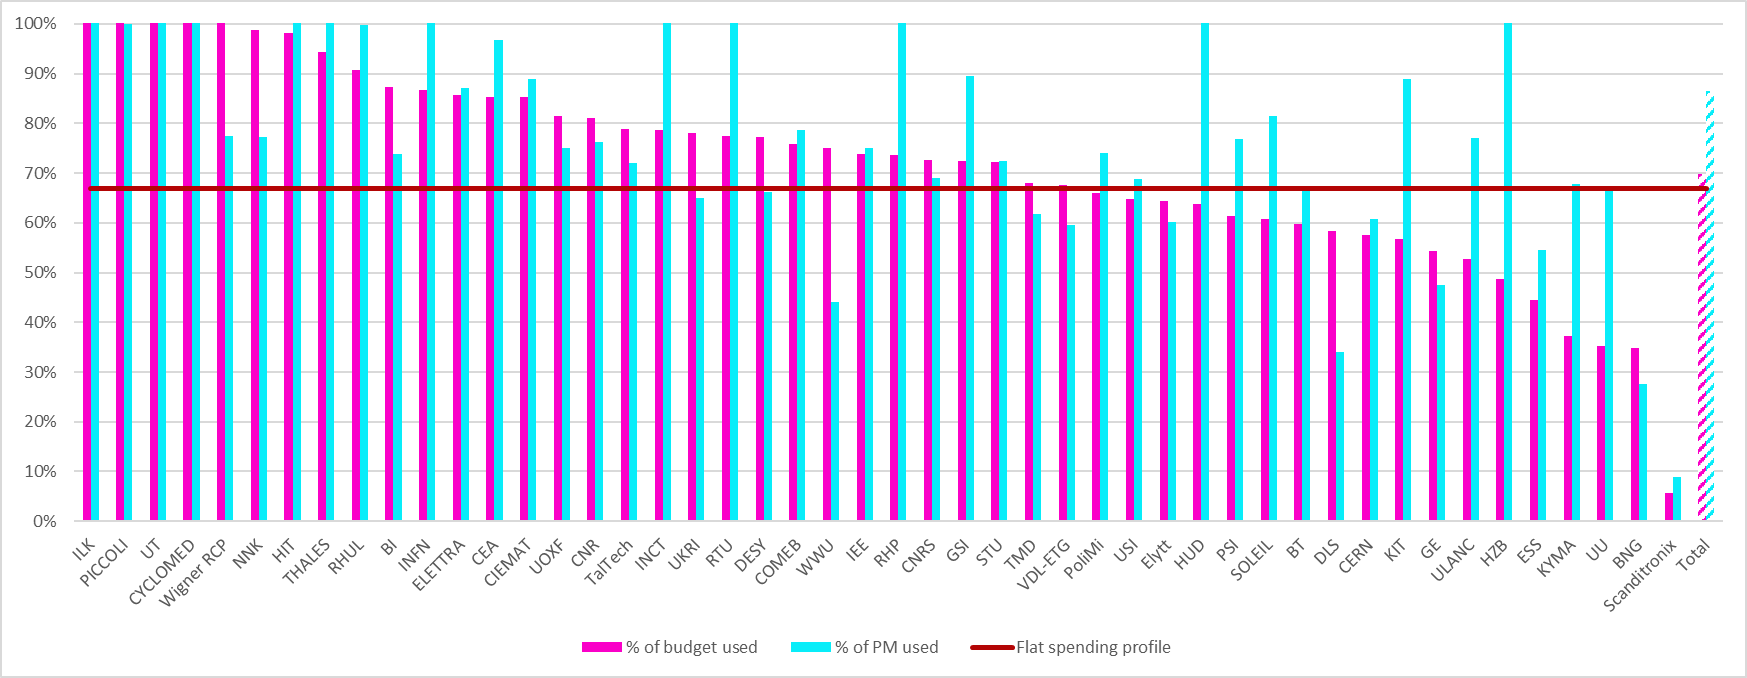 100%
90%
80%
70%
60%
50%
40%
30%
20%
10%
0%
ILK
PICCOLI
UT
CYCLOMED
Wigner RCP
NNK
HIT
THALES
RHUL
BI
INFN
ELETTRA
CEA
CIEMAT
UOXF
CNR
TalTech
INCT
UKRI
RTU
DESY
COMEB
WWU
IEE
RHP
CNRS
GSI
STU
TMD
VDL-ETG
PoliMi
USI
Elytt
HUD
PSI
SOLEIL
BT
DLS
CERN
KIT
GE
ULANC
HZB
ESS
KYMA
UU
BNG
Scanditronix
Total
% of budget used
% of PM used
Flat spending profile